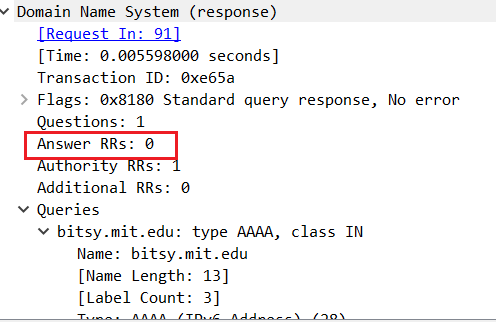 Domain Name System (response)
[Request In: 91]
[Time: 0.005598000 seconds]
Transaction ID: 0xe65a
Flags: 0x8180 Standard query response, No error
Questions: 1
Answer RRs: 0
Authority RRs: 1
Additional RRs: 0
Queries
bitsy.mit.edu: type AAAA, class IN
Name: bitsy.mit.edu
[Name Length: 13]
[Label Count: 3]
Type: AAAA (IPv6 Address) (28)